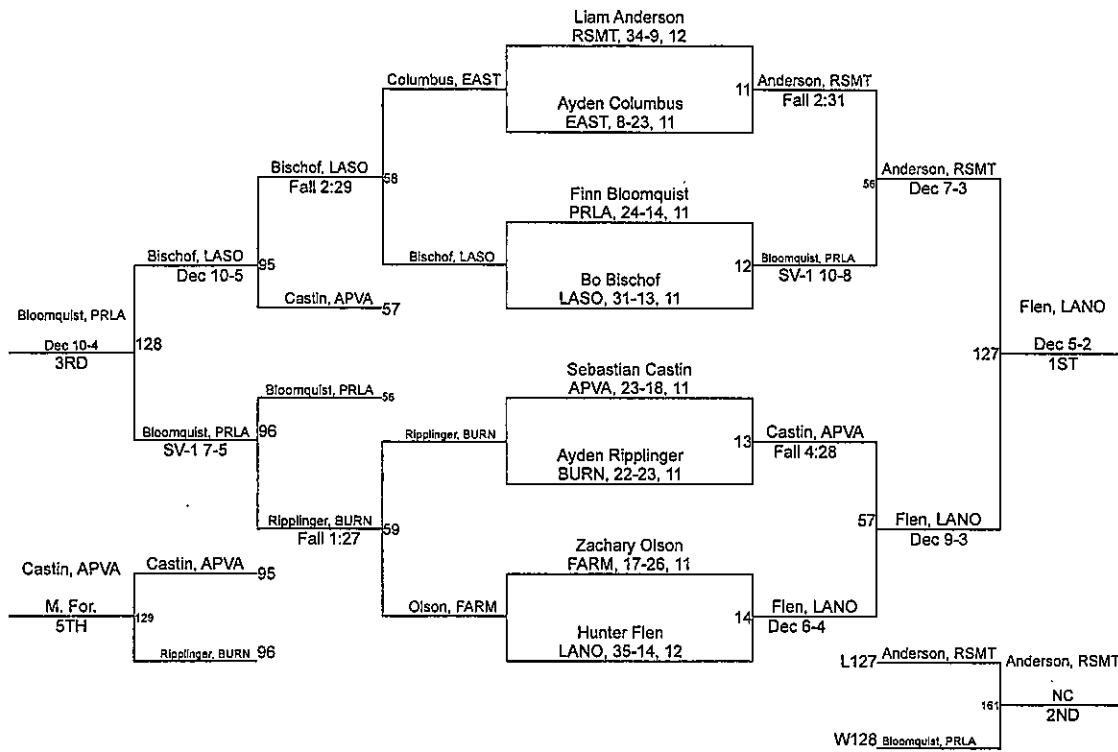 Liam Anderson
RSMT, 34-9, 12
Columbus, EAST
11
Anderson, RSMT
Fall 2:31
Ayden Columbus
EAST, 8-23, 11
Bischof, LASO
Fall 2:29
58
56
Anderson, RSMT
Dec 7-3
Finn Bloomquist
PRLA, 24-14, 11
Bischof, LASO
Dec 10-5
95
Bischof, LASO
12
Bloomquist, PRLA
SV-1 10-8
Bo Bischof
LASO, 31-13, 11
Castin, APVA
57
Bloomquist, PRLA
Dec 10-4
3RD
128
Flen, LANO
127
Dec 5-2
1ST
Sebastian Castin
APVA, 23-18, 11
Bloomquist, PRLA
56
Bloomquist, PRLA
SV-1 7-5
96
Ripplinger, BURN
13
Castin, APVA
Fall 4:28
Ayden Ripplinger
BURN, 22-23, 11
Ripplinger, BURN
Fall 1:27
59
57
Flen, LANO
Dec 9-3
Zachary Olson
FARM, 17-26, 11
Castin, APVA
Castin, APVA
95
M. For.
5TH
129
Olson, FARM
14
Flen, LANO
Dec 6-4
Hunter Flen
LANO, 35-14, 12
Ripplinger, BURN
96
L127
Anderson, RSMT
Anderson, RSMT
161
NC
2ND
W128
Bloomquist, PRLA